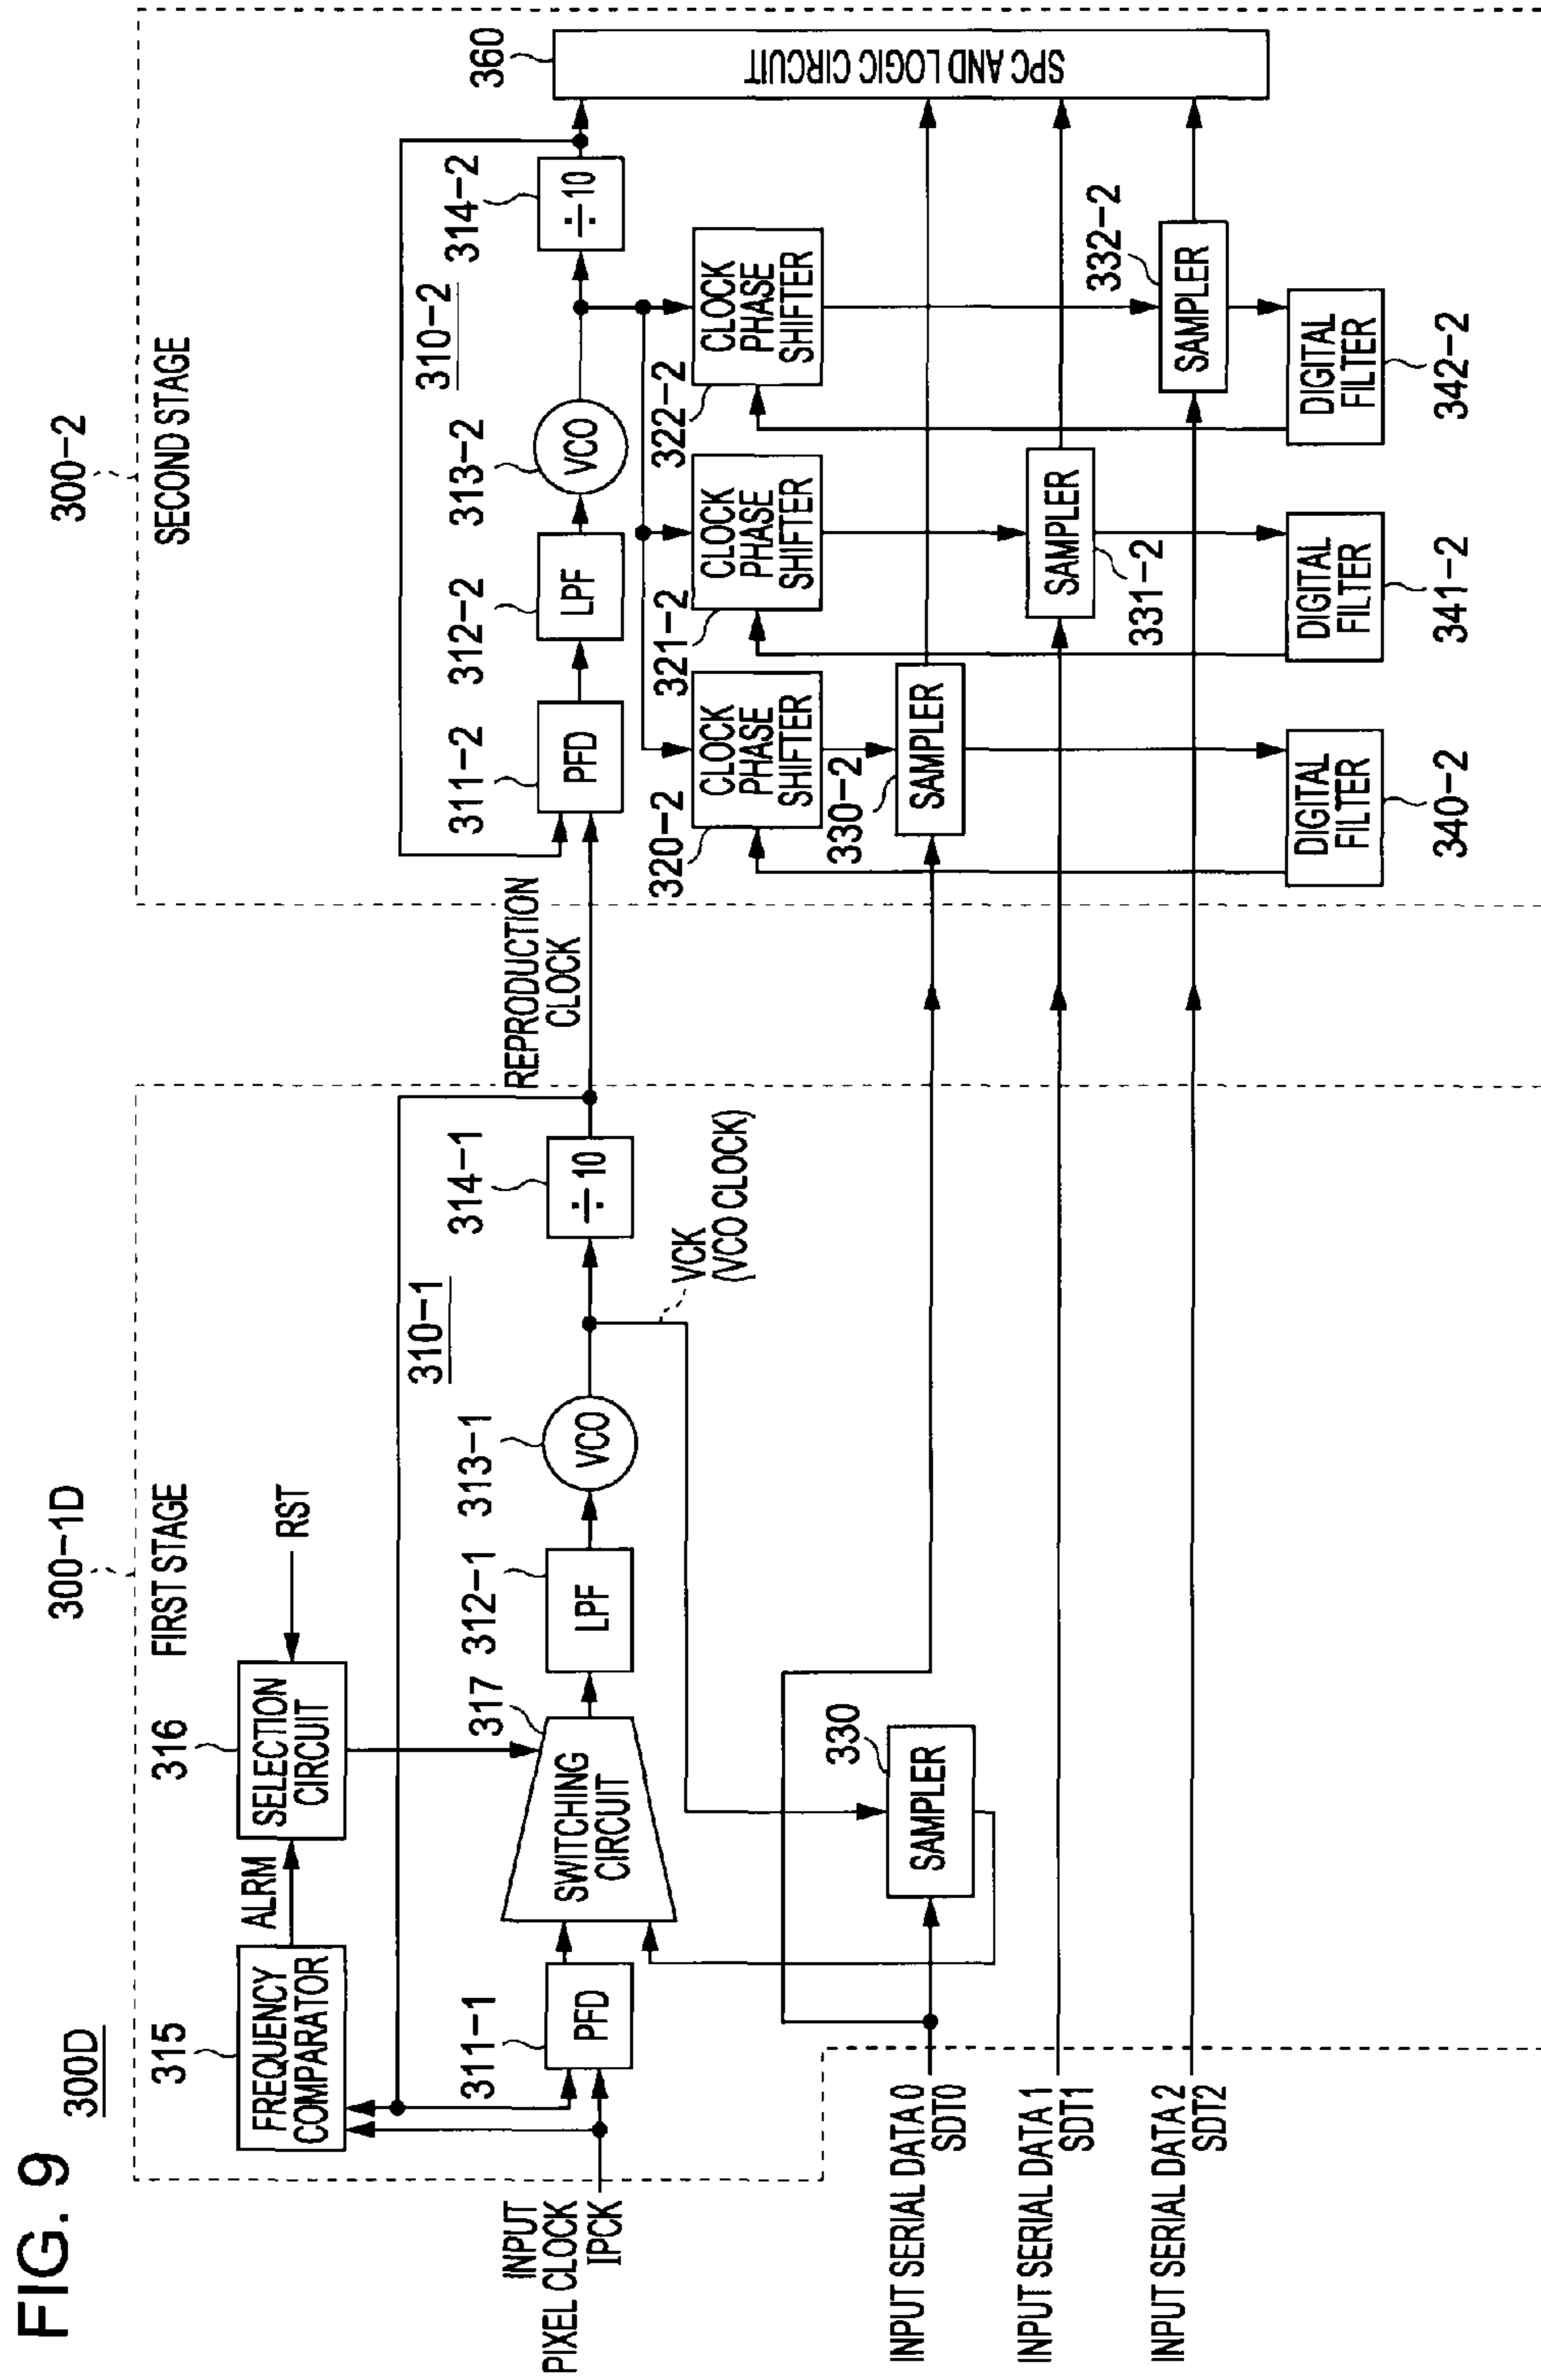 FIG. 9
300D
300-1D
FIRST STAGE
315
FREQUENCY
COMPARATOR
ALRM
316
SELECTION
CIRCUIT
RST
INPUT
PIXEL CLOCK
IPCK
311-1
PFD
317
SWITCHING
CIRCUIT
312-1
LPF
313-1
VCO
310-1
314-1
÷10
VCK
(VCO CLOCK)
330
SAMPLER
INPUT SERIAL DATA 0
SDT0
INPUT SERIAL DATA 1
SDT1
INPUT SERIAL DATA 2
SDT2
REPRODUCTION
CLOCK
300-2
SECOND STAGE
311-2
PFD
312-2
LPF
313-2
VCO
310-2
314-2
÷10
360
SPC AND LOGIC CIRCUIT
320-2
CLOCK
PHASE
SHIFTER
321-2
CLOCK
PHASE
SHIFTER
322-2
CLOCK
PHASE
SHIFTER
330-2
SAMPLER
SAMPLER
331-2
332-2
SAMPLER
DIGITAL
FILTER
340-2
DIGITAL
FILTER
341-2
DIGITAL
FILTER
342-2